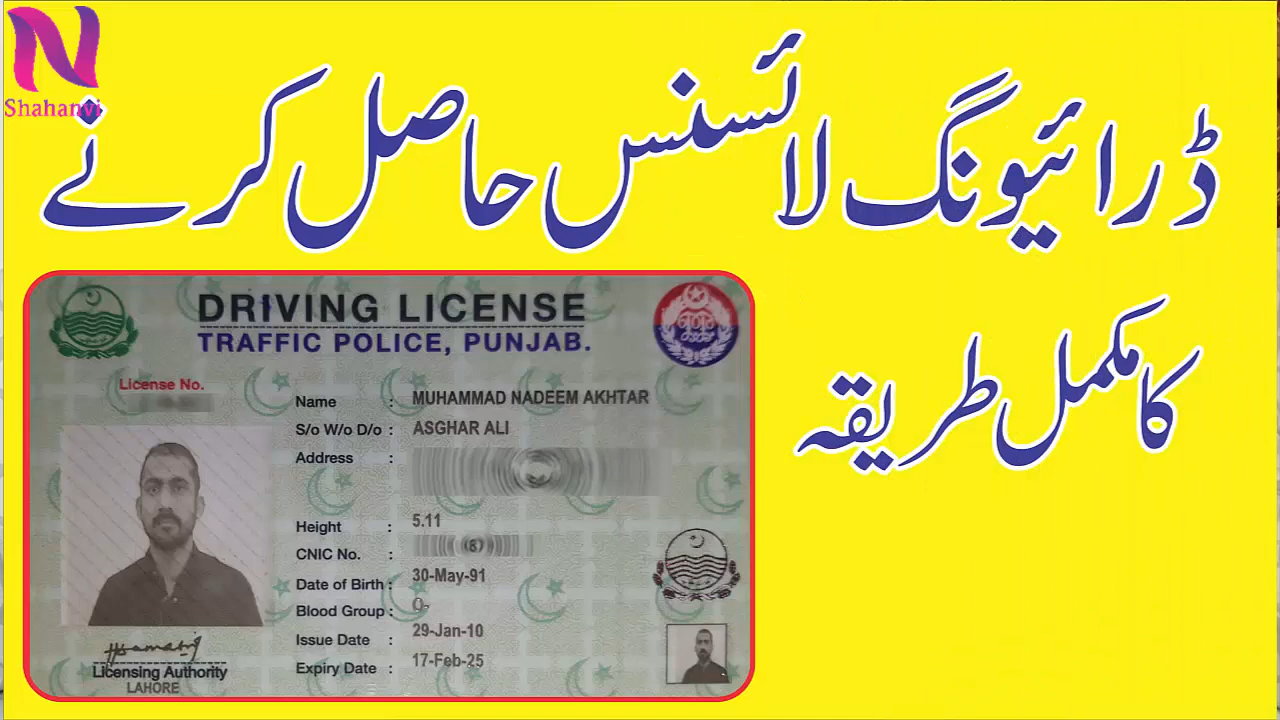 Shahanvi
ڈرائیونگ لائسنس حاصل کرنے
کا مکمل طریقہ
DRIVING LICENSE
TRAFFIC POLICE, PUNJAB.
License No.
Name : MUHAMMAD NADEEM AKHTAR
S/o W/o D/o : ASGHAR ALI
Address :
Height : 5.11
CNIC No. :
Date of Birth : 30-May-91
Blood Group : O-
Issue Date : 29-Jan-10
Expiry Date : 17-Feb-25
Licensing Authority
LAHORE